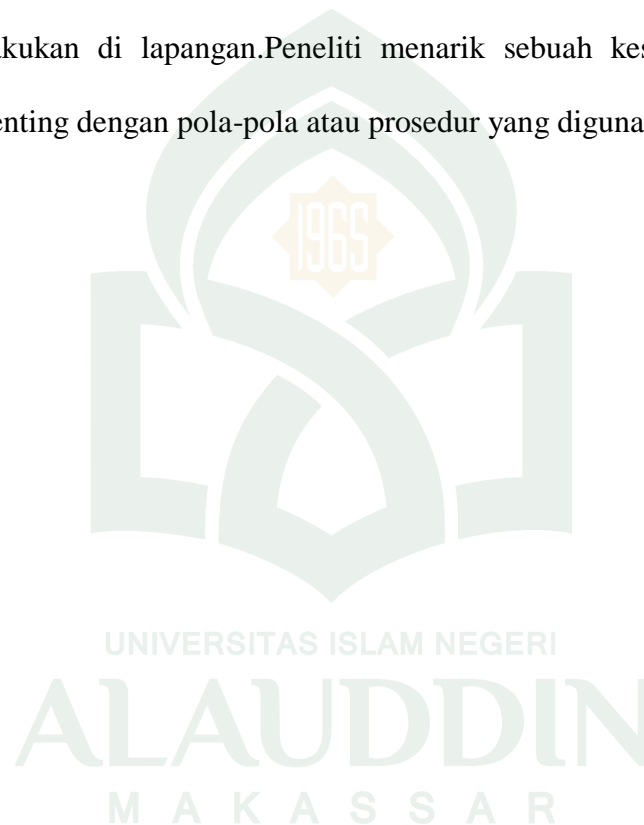 akukan di lapangan.Peneliti menarik sebuah kes
enting dengan pola-pola atau prosedur yang diguna
1965
UNIVERSITAS ISLAM NEGERI
ALAUDDIN
MAKASSAR